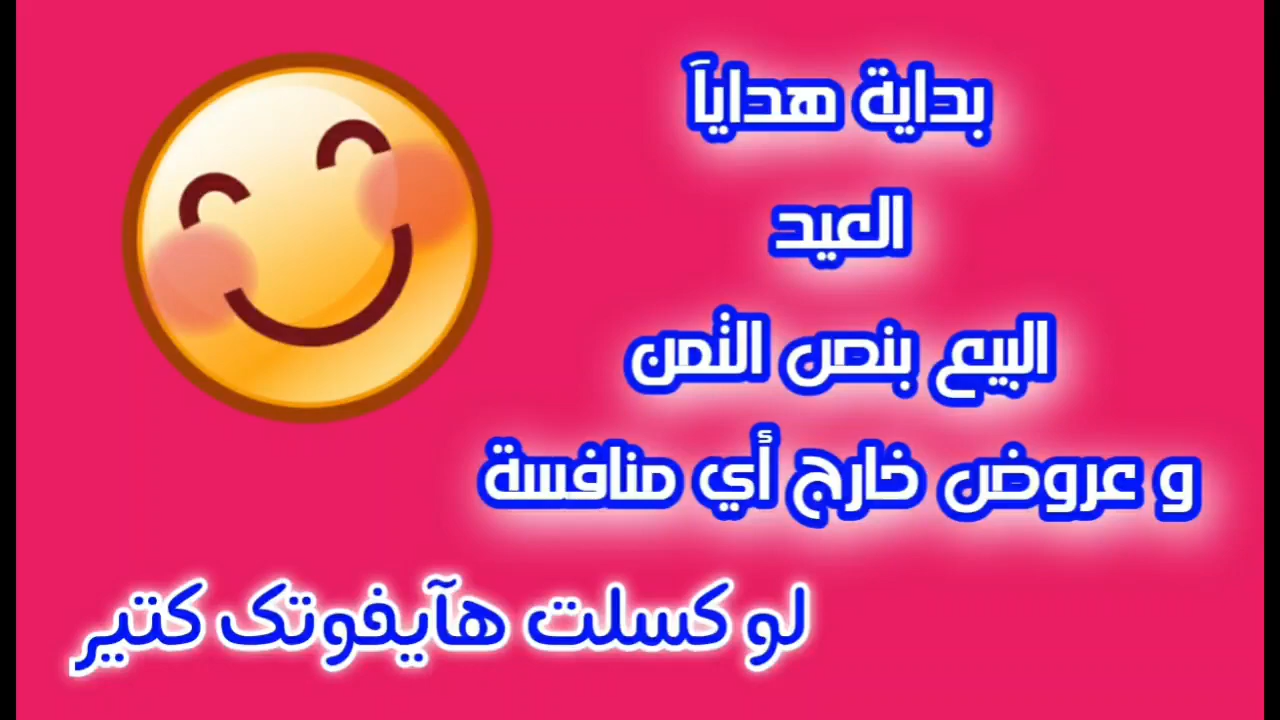 بداية هداياَ
العيد
البيع بنص التمن
و عروض خارج أي منافسة
لو كسلت هآيفوتك كتير